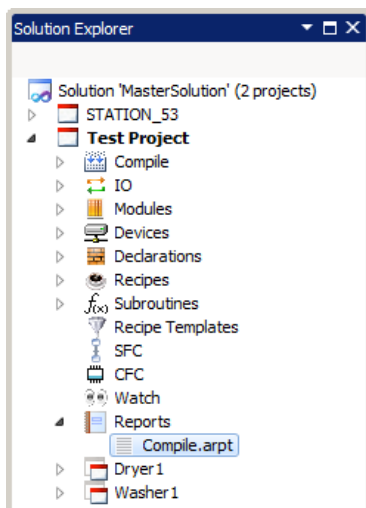 Solution Explorer
Solution 'MasterSolution' (2 projects)
STATION_53
Test Project
Compile
IO
Modules
Devices
Declarations
Recipes
f(x) Subroutines
Recipe Templates
SFC
CFC
Watch
Reports
Compile.arpt
Dryer1
Washer1